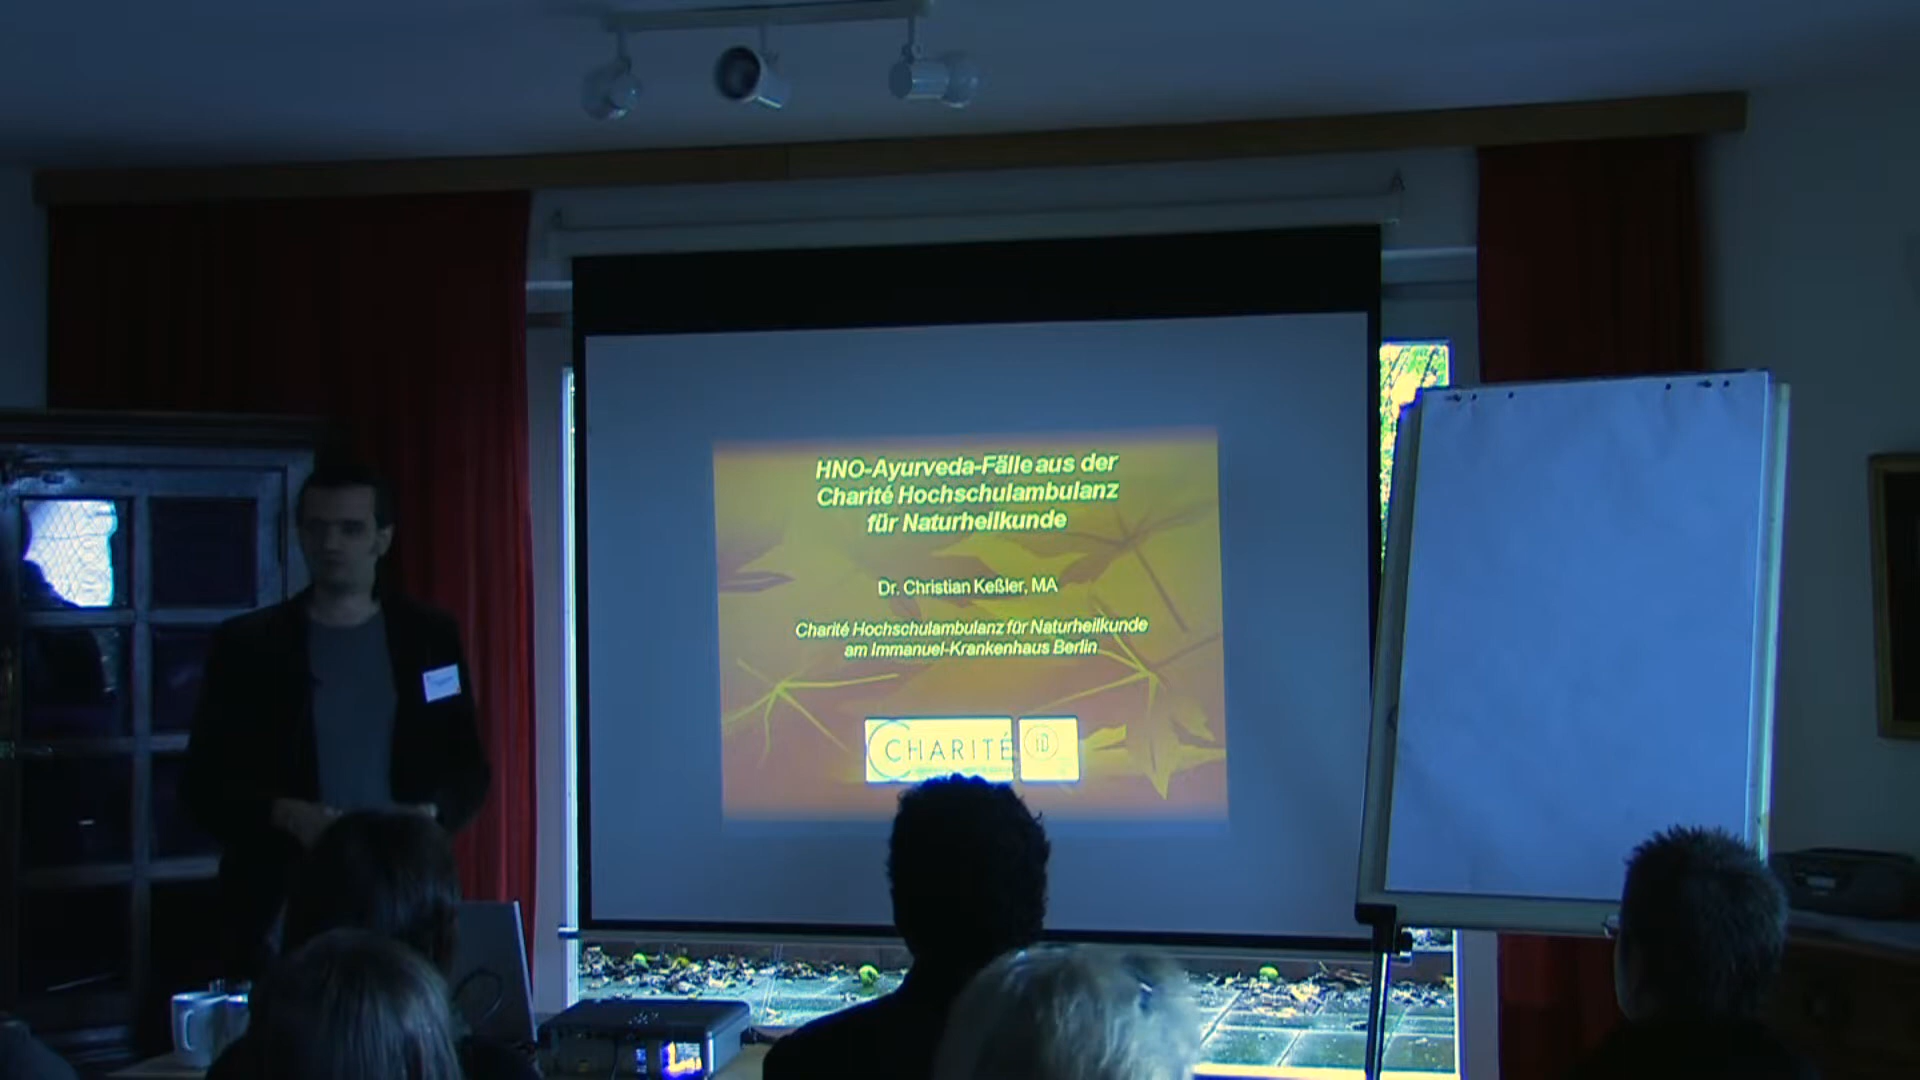 HNO-Ayurveda-Fälle aus der
Charité Hochschulambulanz
für Naturheilkunde
Dr. Christian Keßler, MA
Charité Hochschulambulanz für Naturheilkunde
am Immanuel-Krankenhaus Berlin
CHARITÉ